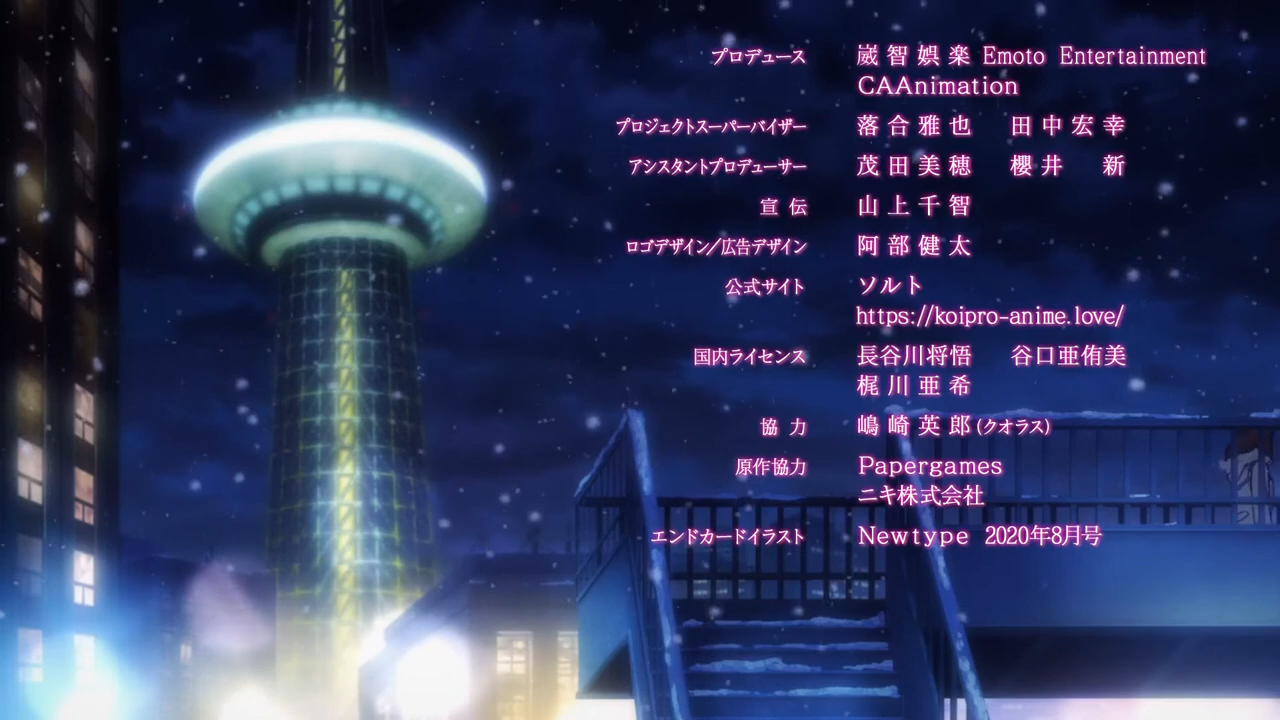 プロデュース 崴智娯楽 Emoto Entertainment
CAAnimation
プロジェクトスーパーバイザー 落合雅也 田中宏幸
アシスタントプロデューサー 茂田美穂 櫻井 新
宣伝 山上千智
ロゴデザイン/広告デザイン 阿部健太
公式サイト ソルト
https://koipro-anime.love/
国内ライセンス 長谷川将悟 谷口亜侑美
梶川亜希
協力 嶋崎英郎(クオラス)
原作協力 Papergames
ニキ株式会社
エンドカードイラスト Newtype 2020年8月号